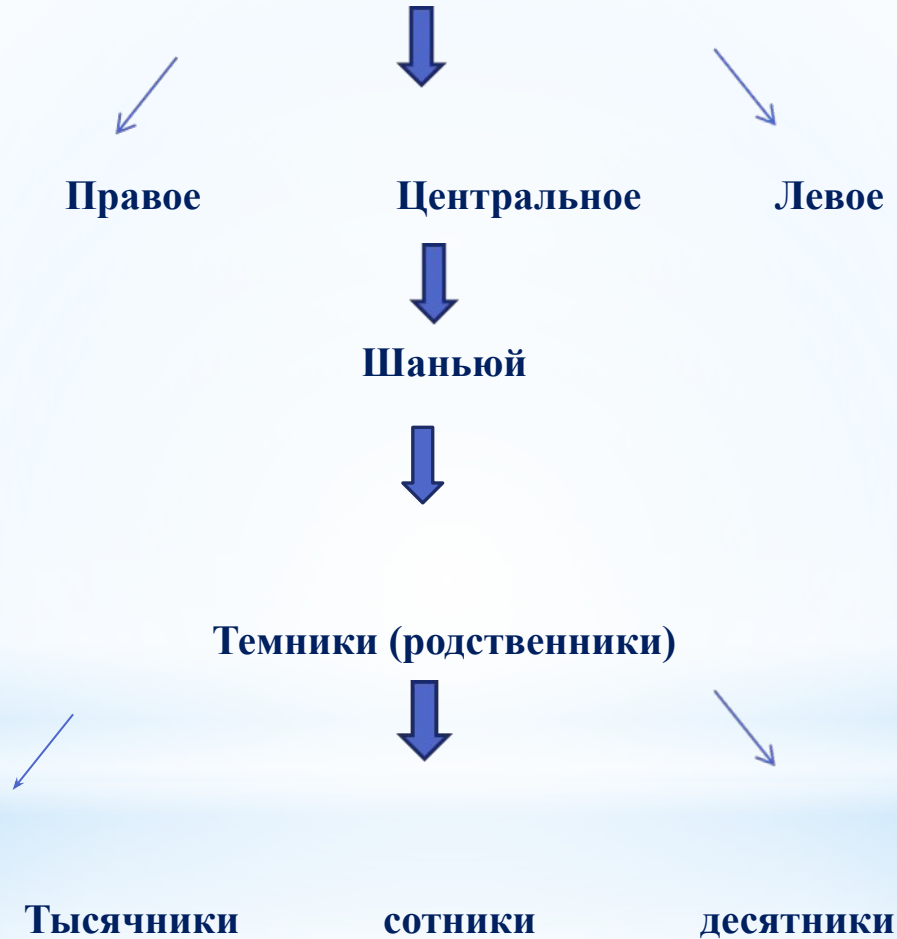 Правое Центральное Левое
Шаньюй
Темники (родственники)
Тысячники сотники десятники